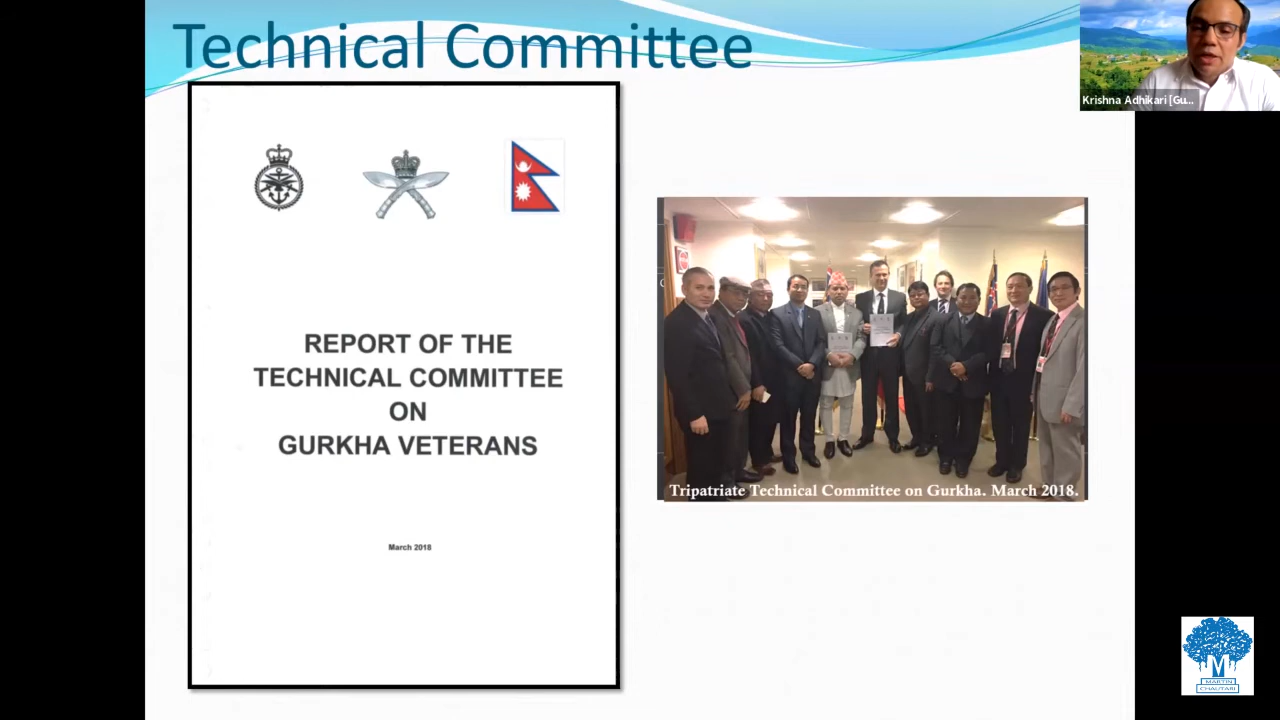 Technical Committee
REPORT OF THE
TECHNICAL COMMITTEE
ON
GURKHA VETERANS
March 2018
Tripatriate Technical Committee on Gurkha. March 2018.
Krishna Adhikari [Gu...
M
MARTIN
CHAUTARI